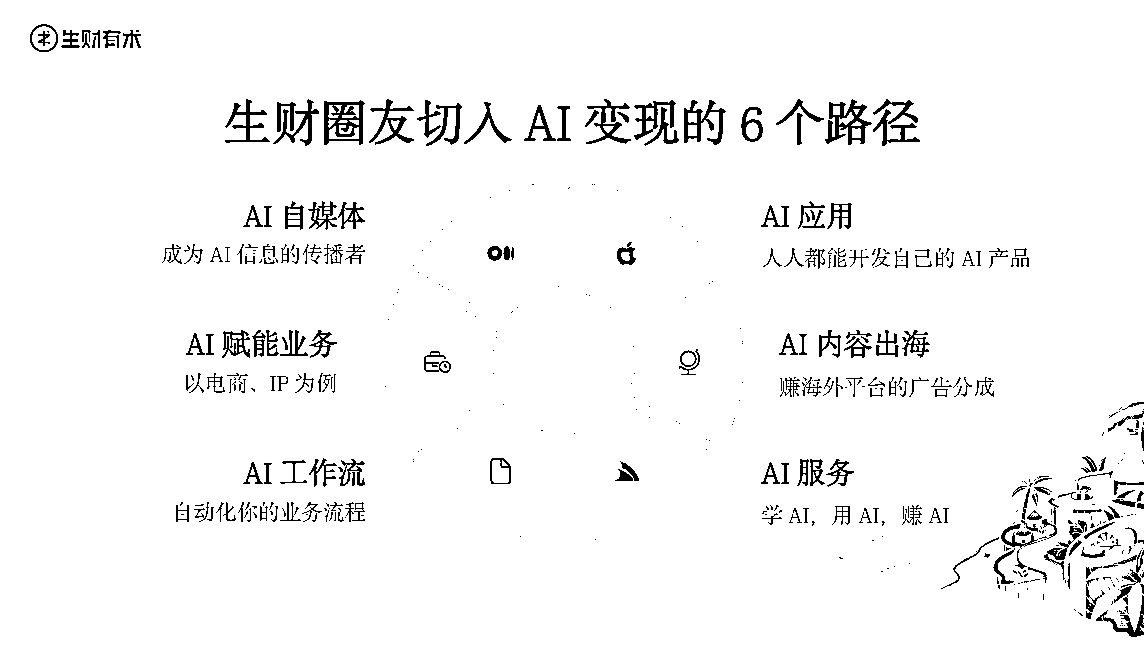 生财有术
生财圈友切入 AI 变现的 6 个路径
AI 自媒体
成为 AI 信息的传播者
AI 应用
人人都能开发自己的 AI 产品
AI 赋能业务
以电商、IP 为例
AI 内容出海
赚海外平台的广告分成
AI 工作流
自动化你的业务流程
AI 服务
学 AI，用 AI，赚 AI